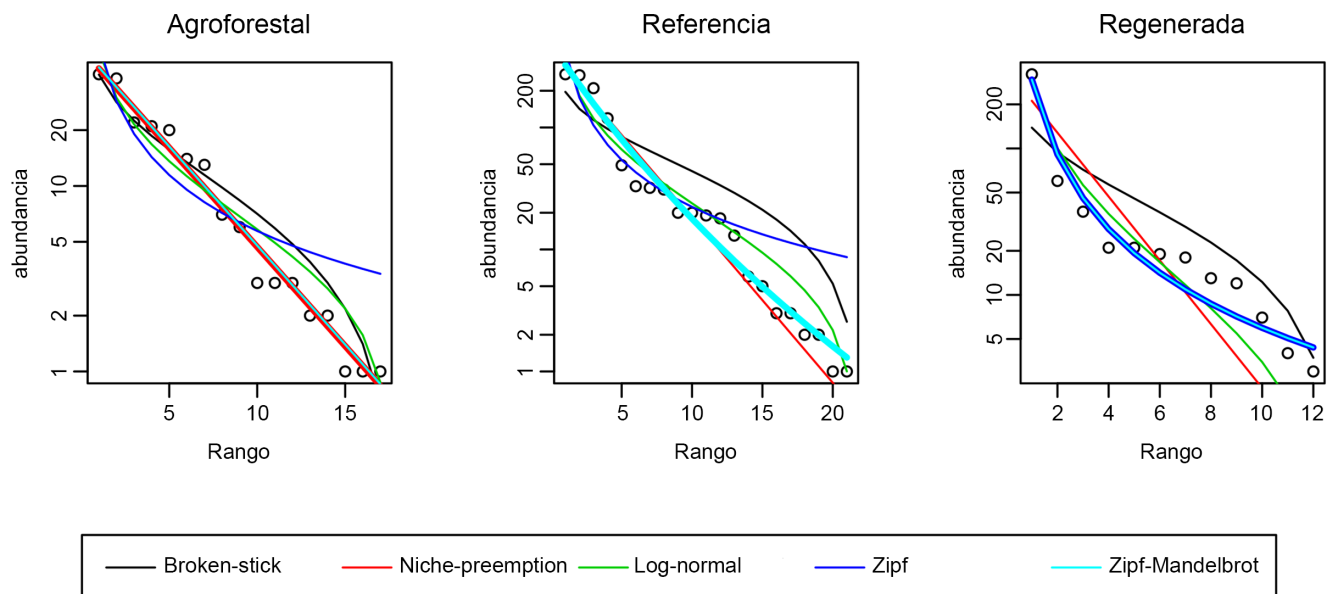 Agroforestal
Referencia
Regenerada
abundancia
20
10
5
2
1
5
10
15
Rango
abundancia
200
50
20
5
2
1
5
10
15
20
Rango
abundancia
200
50
20
10
5
2
4
6
8
10
12
Rango
Broken-stick
Niche-preemption
Log-normal
Zipf
Zipf-Mandelbrot